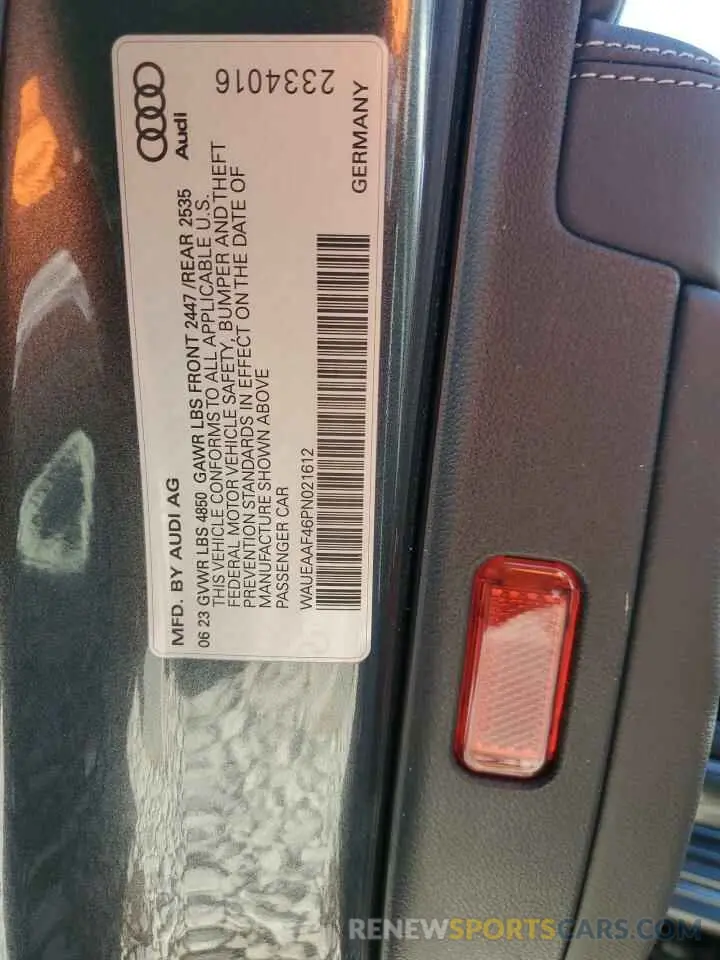 MFD. BY AUDI AG
Audi
06 23 GVWR LBS 4850 GAWR LBS FRONT 2447 /REAR 2535
THIS VEHICLE CONFORMS TO ALL APPLICABLE U.S.
FEDERAL MOTOR VEHICLE SAFETY, BUMPER AND THEFT
PREVENTION STANDARDS IN EFFECT ON THE DATE OF
MANUFACTURE SHOWN ABOVE
PASSENGER CAR
WAUEAAF46PN021612
GERMANY
2334016
RENEWSPORTSCARS.COM